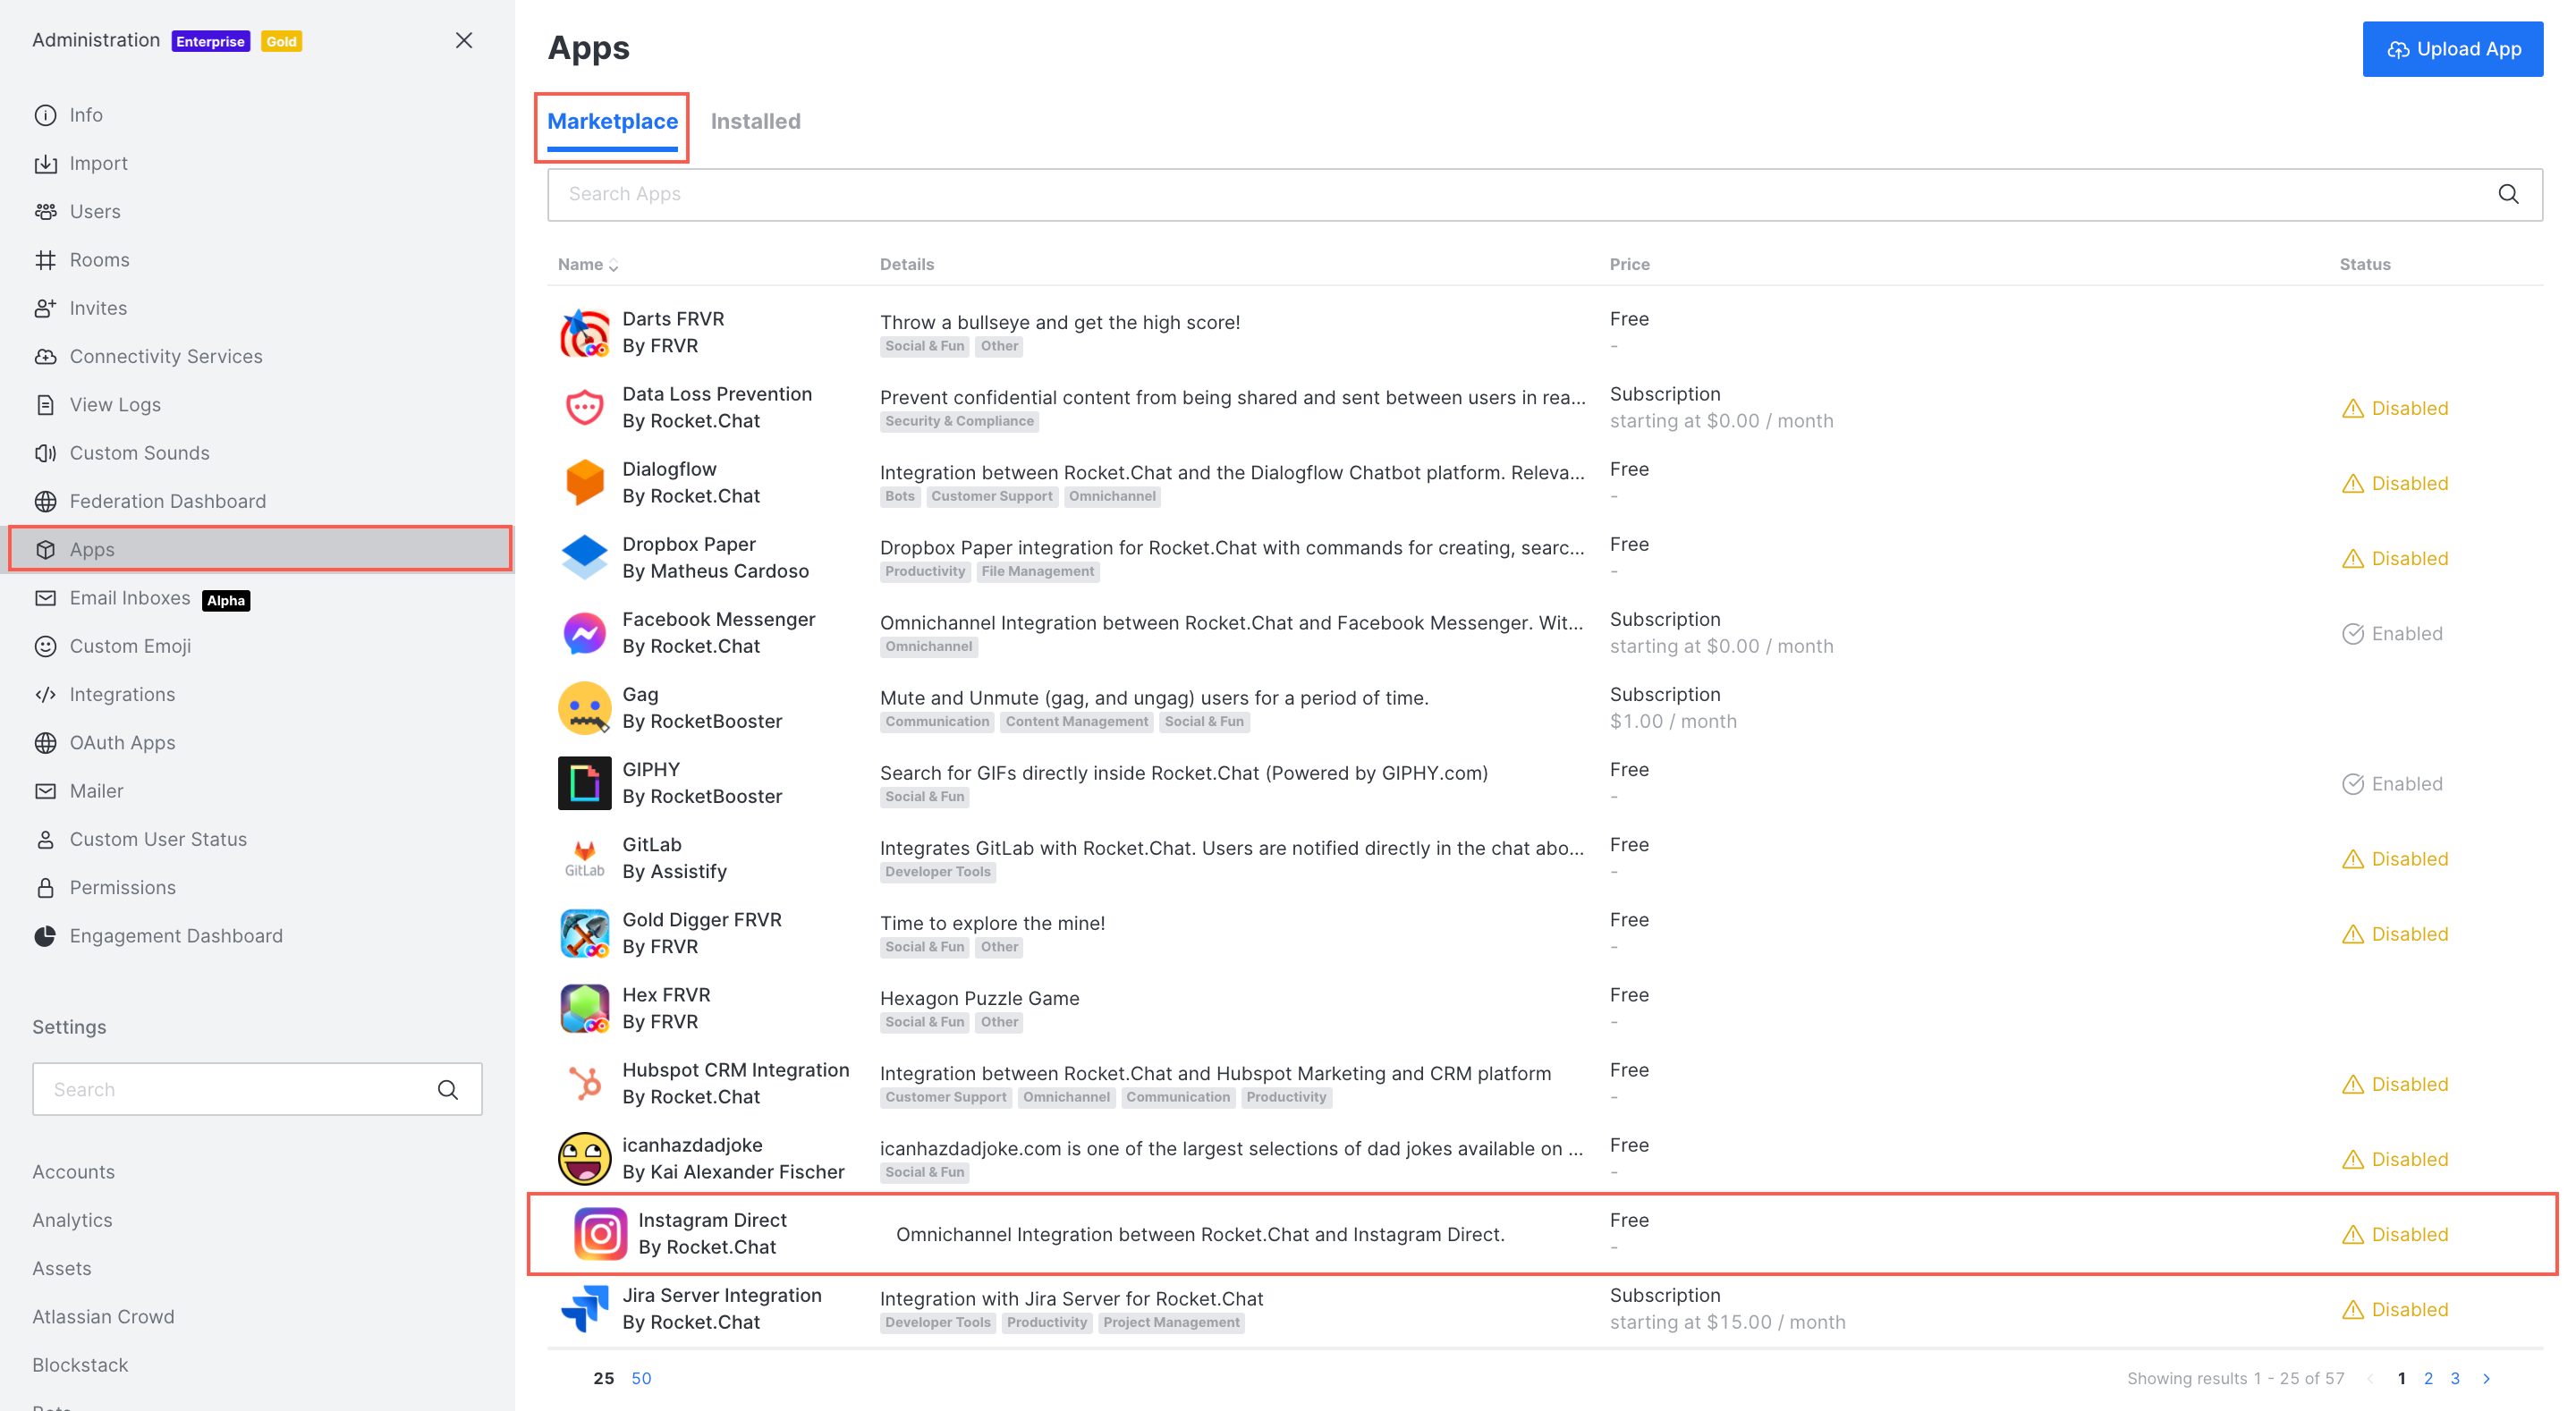 Administration Enterprise Gold
Info
Import
Users
Rooms
Invites
Connectivity Services
View Logs
Custom Sounds
Federation Dashboard
Apps
Email Inboxes Alpha
Custom Emoji
Integrations
OAuth Apps
Mailer
Custom User Status
Permissions
Engagement Dashboard
Settings
Search
Accounts
Analytics
Assets
Atlassian Crowd
Blockstack
Apps
Upload App
Marketplace Installed
Search Apps
Name Details Price Status
Darts FRVR
By FRVR
Throw a bullseye and get the high score!
Social & Fun Other
Free
-
Data Loss Prevention
By Rocket.Chat
Prevent confidential content from being shared and sent between users in rea...
Security & Compliance
Subscription
starting at $0.00 / month
Disabled
Dialogflow
By Rocket.Chat
Integration between Rocket.Chat and the Dialogflow Chatbot platform. Releva...
Bots Customer Support Omnichannel
Free
-
Disabled
Dropbox Paper
By Matheus Cardoso
Dropbox Paper integration for Rocket.Chat with commands for creating, searc...
Productivity File Management
Free
-
Disabled
Facebook Messenger
By Rocket.Chat
Omnichannel Integration between Rocket.Chat and Facebook Messenger. Wit...
Omnichannel
Subscription
starting at $0.00 / month
Enabled
Gag
By RocketBooster
Mute and Unmute (gag, and ungag) users for a period of time.
Communication Content Management Social & Fun
Subscription
$1.00 / month
GIPHY
By RocketBooster
Search for GIFs directly inside Rocket.Chat (Powered by GIPHY.com)
Social & Fun
Free
-
Enabled
GitLab
GitLab
By Assistify
Integrates GitLab with Rocket.Chat. Users are notified directly in the chat abo...
Developer Tools
Free
-
Disabled
Gold Digger FRVR
By FRVR
Time to explore the mine!
Social & Fun Other
Free
-
Disabled
Hex FRVR
By FRVR
Hexagon Puzzle Game
Social & Fun Other
Free
-
Hubspot CRM Integration
By Rocket.Chat
Integration between Rocket.Chat and Hubspot Marketing and CRM platform
Customer Support Omnichannel Communication Productivity
Free
-
Disabled
icanhazdadjoke
By Kai Alexander Fischer
icanhazdadjoke.com is one of the largest selections of dad jokes available on ...
Social & Fun
Free
-
Disabled
Instagram Direct
By Rocket.Chat
Omnichannel Integration between Rocket.Chat and Instagram Direct.
Free
-
Disabled
Jira Server Integration
By Rocket.Chat
Integration with Jira Server for Rocket.Chat
Developer Tools Productivity Project Management
Subscription
starting at $15.00 / month
Disabled
25 50
Showing results 1 - 25 of 57 < 1 2 3 >